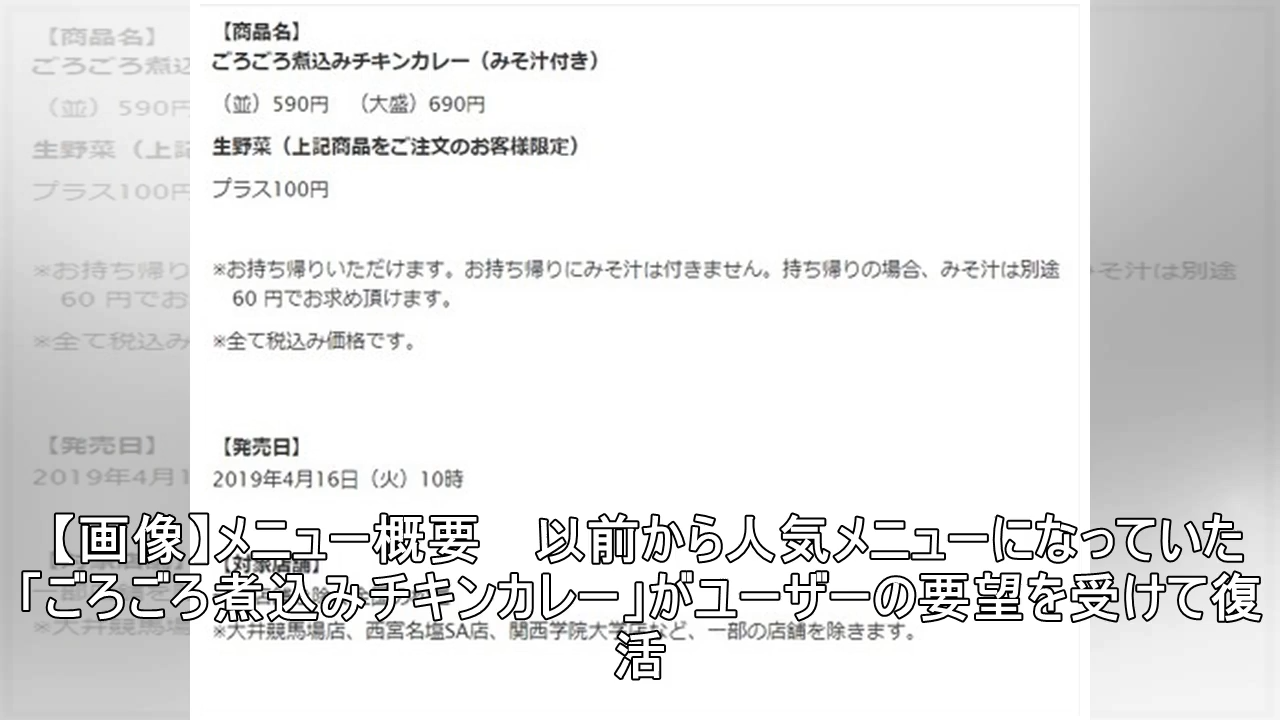 【商品名】
ごろごろ煮込みチキンカレー（みそ汁付き）
（並）590円　（大盛）690円
生野菜（上記商品をご注文のお客様限定）
プラス100円
※お持ち帰りいただけます。お持ち帰りにみそ汁は付きません。持ち帰りの場合、みそ汁は別途
60 円でお求め頂けます。
※全て税込み価格です。
【発売日】
2019年4月16日（火）10時
【対象店舗】
※大井競馬場店、西宮名塩SA店、関西学院大学店など、一部の店舗を除きます。
【画像】メニュー概要　以前から人気メニューになっていた
「ごろごろ煮込みチキンカレー」がユーザーの要望を受けて復
活